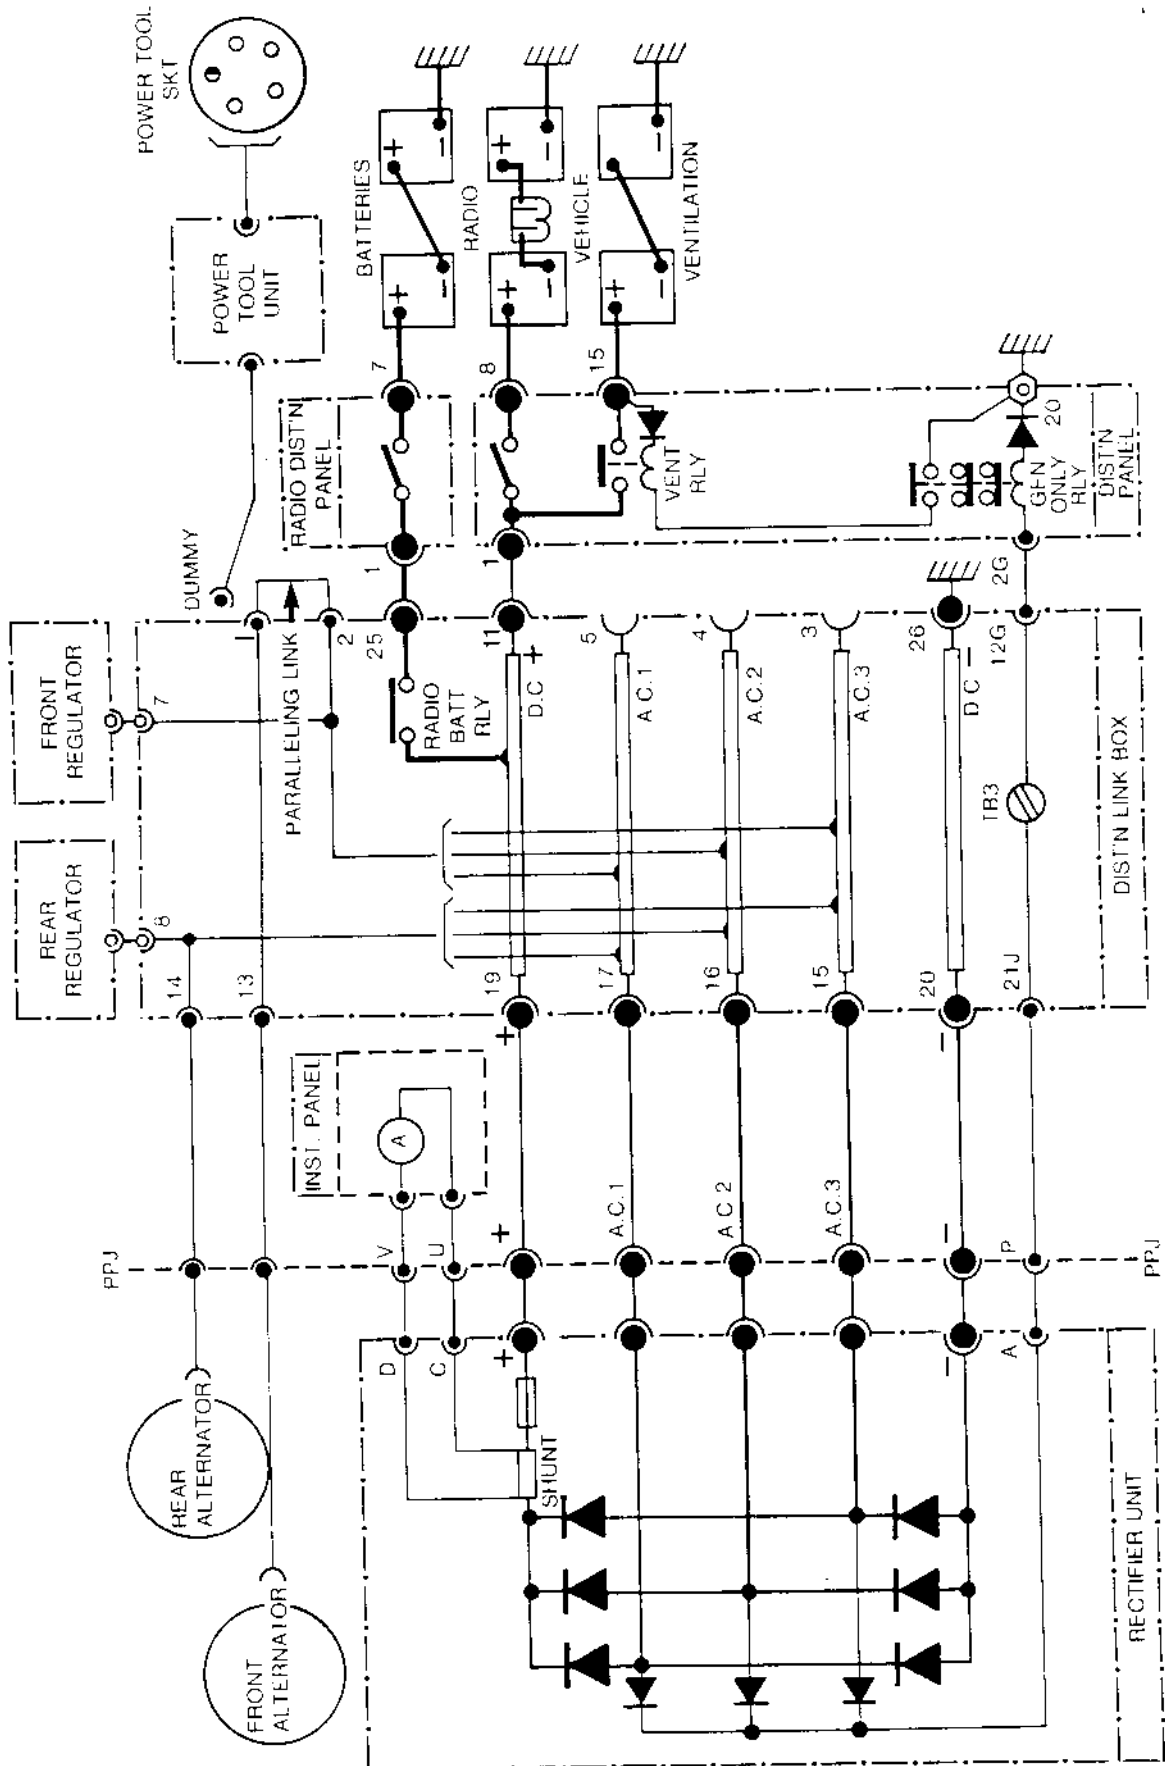 POWER TOOL
SKT
POWER
TOOL
UNIT
DUMMY
BATTERIES
+
−
+
−
RADIO
+
−
+
−
VEHICLE
−
+
−
VENTILATION
7
8
15
RADIO DIST'N
PANEL
1
1
VENT
RLY
GEN
ONLY
RLY
20
DIST'N
PANEL
2G
FRONT
REGULATOR
7
REAR
REGULATOR
8
1
PARALLELING LINK
2
25
11
5
4
3
26
12G
RADIO
BATT
RLY
D.C +
A.C.1
A.C.2
A.C.3
D C −
TB3
DIST'N LINK BOX
14
13
19
17
16
15
20
21J
+
−
INST. PANEL
A
PPJ
V
U
+
A.C.1
A C 2
A.C.3
−
P
PPJ
REAR
ALTERNATOR
FRONT
ALTERNATOR
D
C
+
−
A
SHUNT
RECTIFIER UNIT